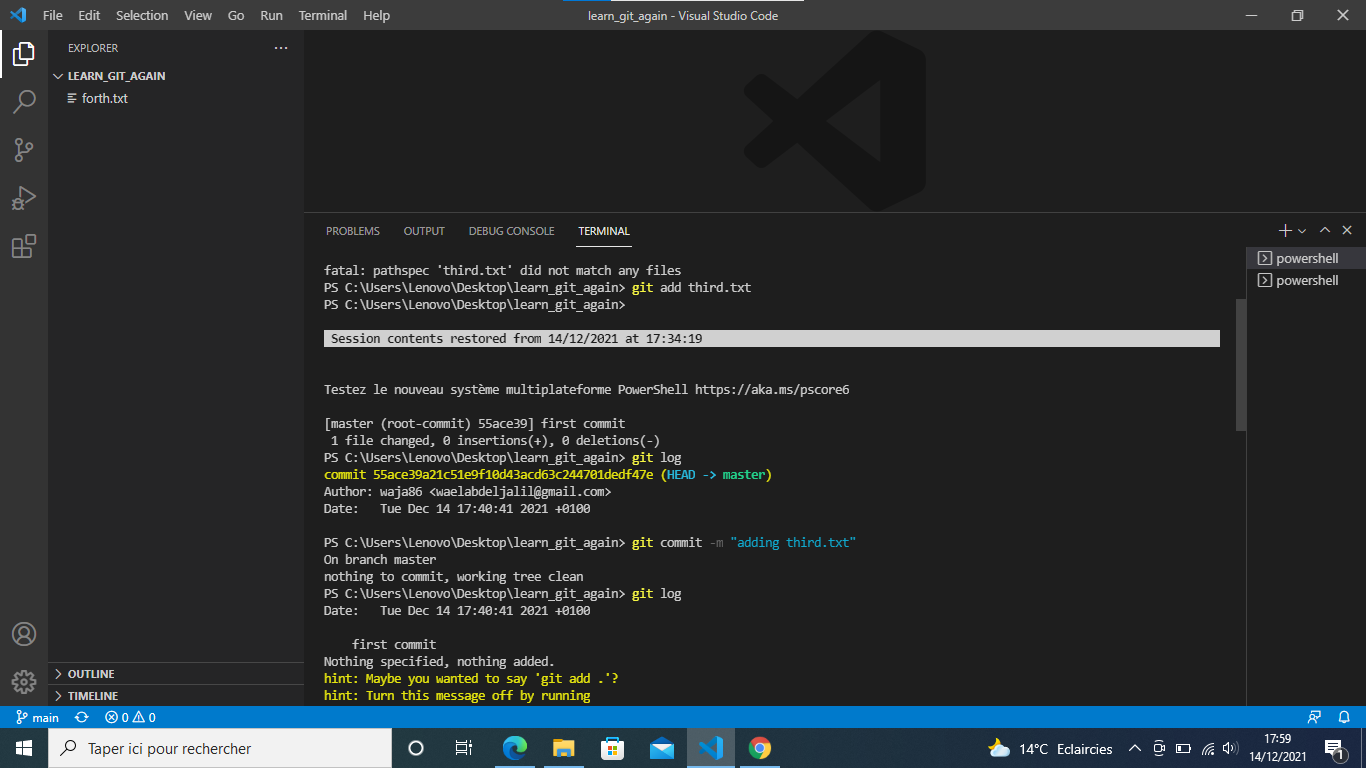 File Edit Selection View Go Run Terminal Help
learn_git_again - Visual Studio Code
EXPLORER
LEARN_GIT_AGAIN
forth.txt
OUTLINE
TIMELINE
PROBLEMS OUTPUT DEBUG CONSOLE TERMINAL
fatal: pathspec 'third.txt' did not match any files
PS C:\Users\Lenovo\Desktop\learn_git_again> git add third.txt
PS C:\Users\Lenovo\Desktop\learn_git_again>
Session contents restored from 14/12/2021 at 17:34:19
Testez le nouveau système multiplateforme PowerShell https://aka.ms/pscore6
[master (root-commit) 55ace39] first commit
1 file changed, 0 insertions(+), 0 deletions(-)
PS C:\Users\Lenovo\Desktop\learn_git_again> git log
commit 55ace39a21c51e9f10d43acd63c244701dedf47e (HEAD -> master)
Author: waja86 <waelabdeljalil@gmail.com>
Date:   Tue Dec 14 17:40:41 2021 +0100
PS C:\Users\Lenovo\Desktop\learn_git_again> git commit -m "adding third.txt"
On branch master
nothing to commit, working tree clean
PS C:\Users\Lenovo\Desktop\learn_git_again> git log
Date:   Tue Dec 14 17:40:41 2021 +0100
first commit
Nothing specified, nothing added.
hint: Maybe you wanted to say 'git add .'?
hint: Turn this message off by running
powershell
powershell
main 0 0
Taper ici pour rechercher
14°C Eclaircies
17:59
14/12/2021
1